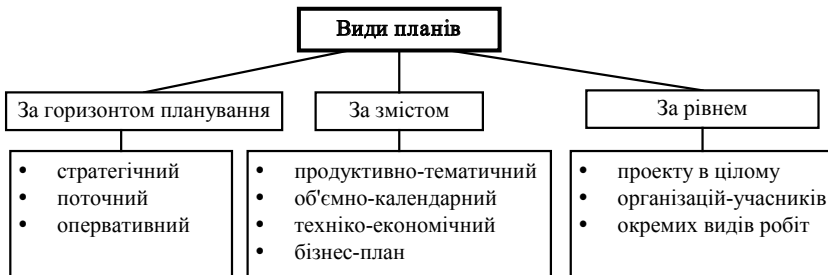 Види планів
За горизонтом планування
За змістом
За рівнем
• стратегічний
• поточний
• опервативний
• продуктивно-тематичний
• об'ємно-календарний
• техніко-економічний
• бізнес-план
• проекту в цілому
• організацій-учасників
• окремих видів робіт